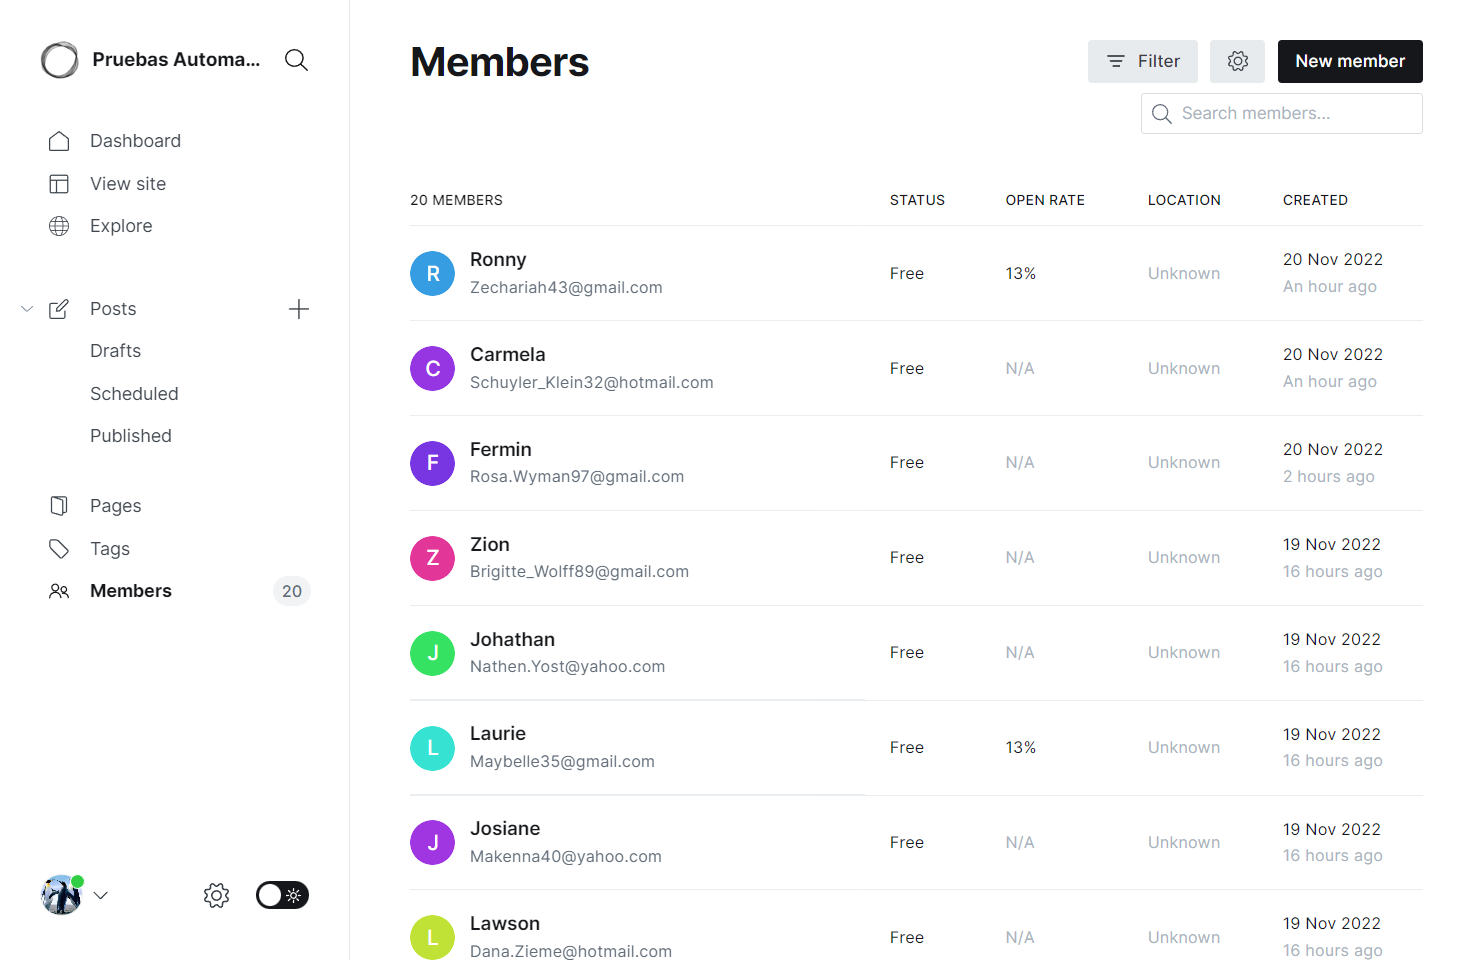 Pruebas Automa...
Dashboard
View site
Explore
Posts
Drafts
Scheduled
Published
Pages
Tags
Members 20
Members
Filter
New member
Search members...
20 MEMBERS STATUS OPEN RATE LOCATION CREATED
R Ronny Zechariah43@gmail.com Free 13% Unknown 20 Nov 2022 An hour ago
C Carmela Schuyler_Klein32@hotmail.com Free N/A Unknown 20 Nov 2022 An hour ago
F Fermin Rosa.Wyman97@gmail.com Free N/A Unknown 20 Nov 2022 2 hours ago
Z Zion Brigitte_Wolff89@gmail.com Free N/A Unknown 19 Nov 2022 16 hours ago
J Johathan Nathen.Yost@yahoo.com Free N/A Unknown 19 Nov 2022 16 hours ago
L Laurie Maybelle35@gmail.com Free 13% Unknown 19 Nov 2022 16 hours ago
J Josiane Makenna40@yahoo.com Free N/A Unknown 19 Nov 2022 16 hours ago
L Lawson Dana.Zieme@hotmail.com Free N/A Unknown 19 Nov 2022 16 hours ago